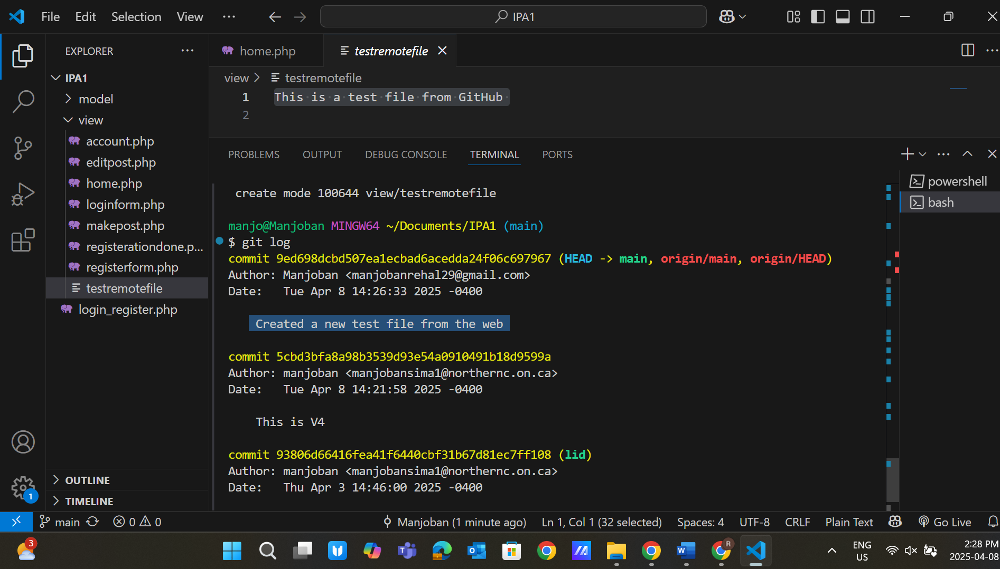 File Edit Selection View ··· IPA1
EXPLORER ···
IPA1
model
view
account.php
editpost.php
home.php
loginform.php
makepost.php
registerationdone.p...
registerform.php
testremotefile
login_register.php
OUTLINE
TIMELINE
1
home.php testremotefile
view > testremotefile
1 This is a test file from GitHub
2
PROBLEMS OUTPUT DEBUG CONSOLE TERMINAL PORTS
powershell
bash
create mode 100644 view/testremotefile
manjo@Manjoban MINGW64 ~/Documents/IPA1 (main)
$ git log
commit 9ed698dcbd507ea1ecbad6acedda24f06c697967 (HEAD -> main, origin/main, origin/HEAD)
Author: Manjoban <manjobanrehal29@gmail.com>
Date:   Tue Apr 8 14:26:33 2025 -0400
Created a new test file from the web
commit 5cbd3bfa8a98b3539d93e54a0910491b18d9599a
Author: manjoban <manjobansima1@northernc.on.ca>
Date:   Tue Apr 8 14:21:58 2025 -0400
This is V4
commit 93806d66416fea41f6440cbf31b67d81ec7ff108 (lid)
Author: manjoban <manjobansima1@northernc.on.ca>
Date:   Thu Apr 3 14:46:00 2025 -0400
main 0 0 Manjoban (1 minute ago) Ln 1, Col 1 (32 selected) Spaces: 4 UTF-8 CRLF Plain Text Go Live
3
R
ENG
US
2:28 PM
2025-04-08